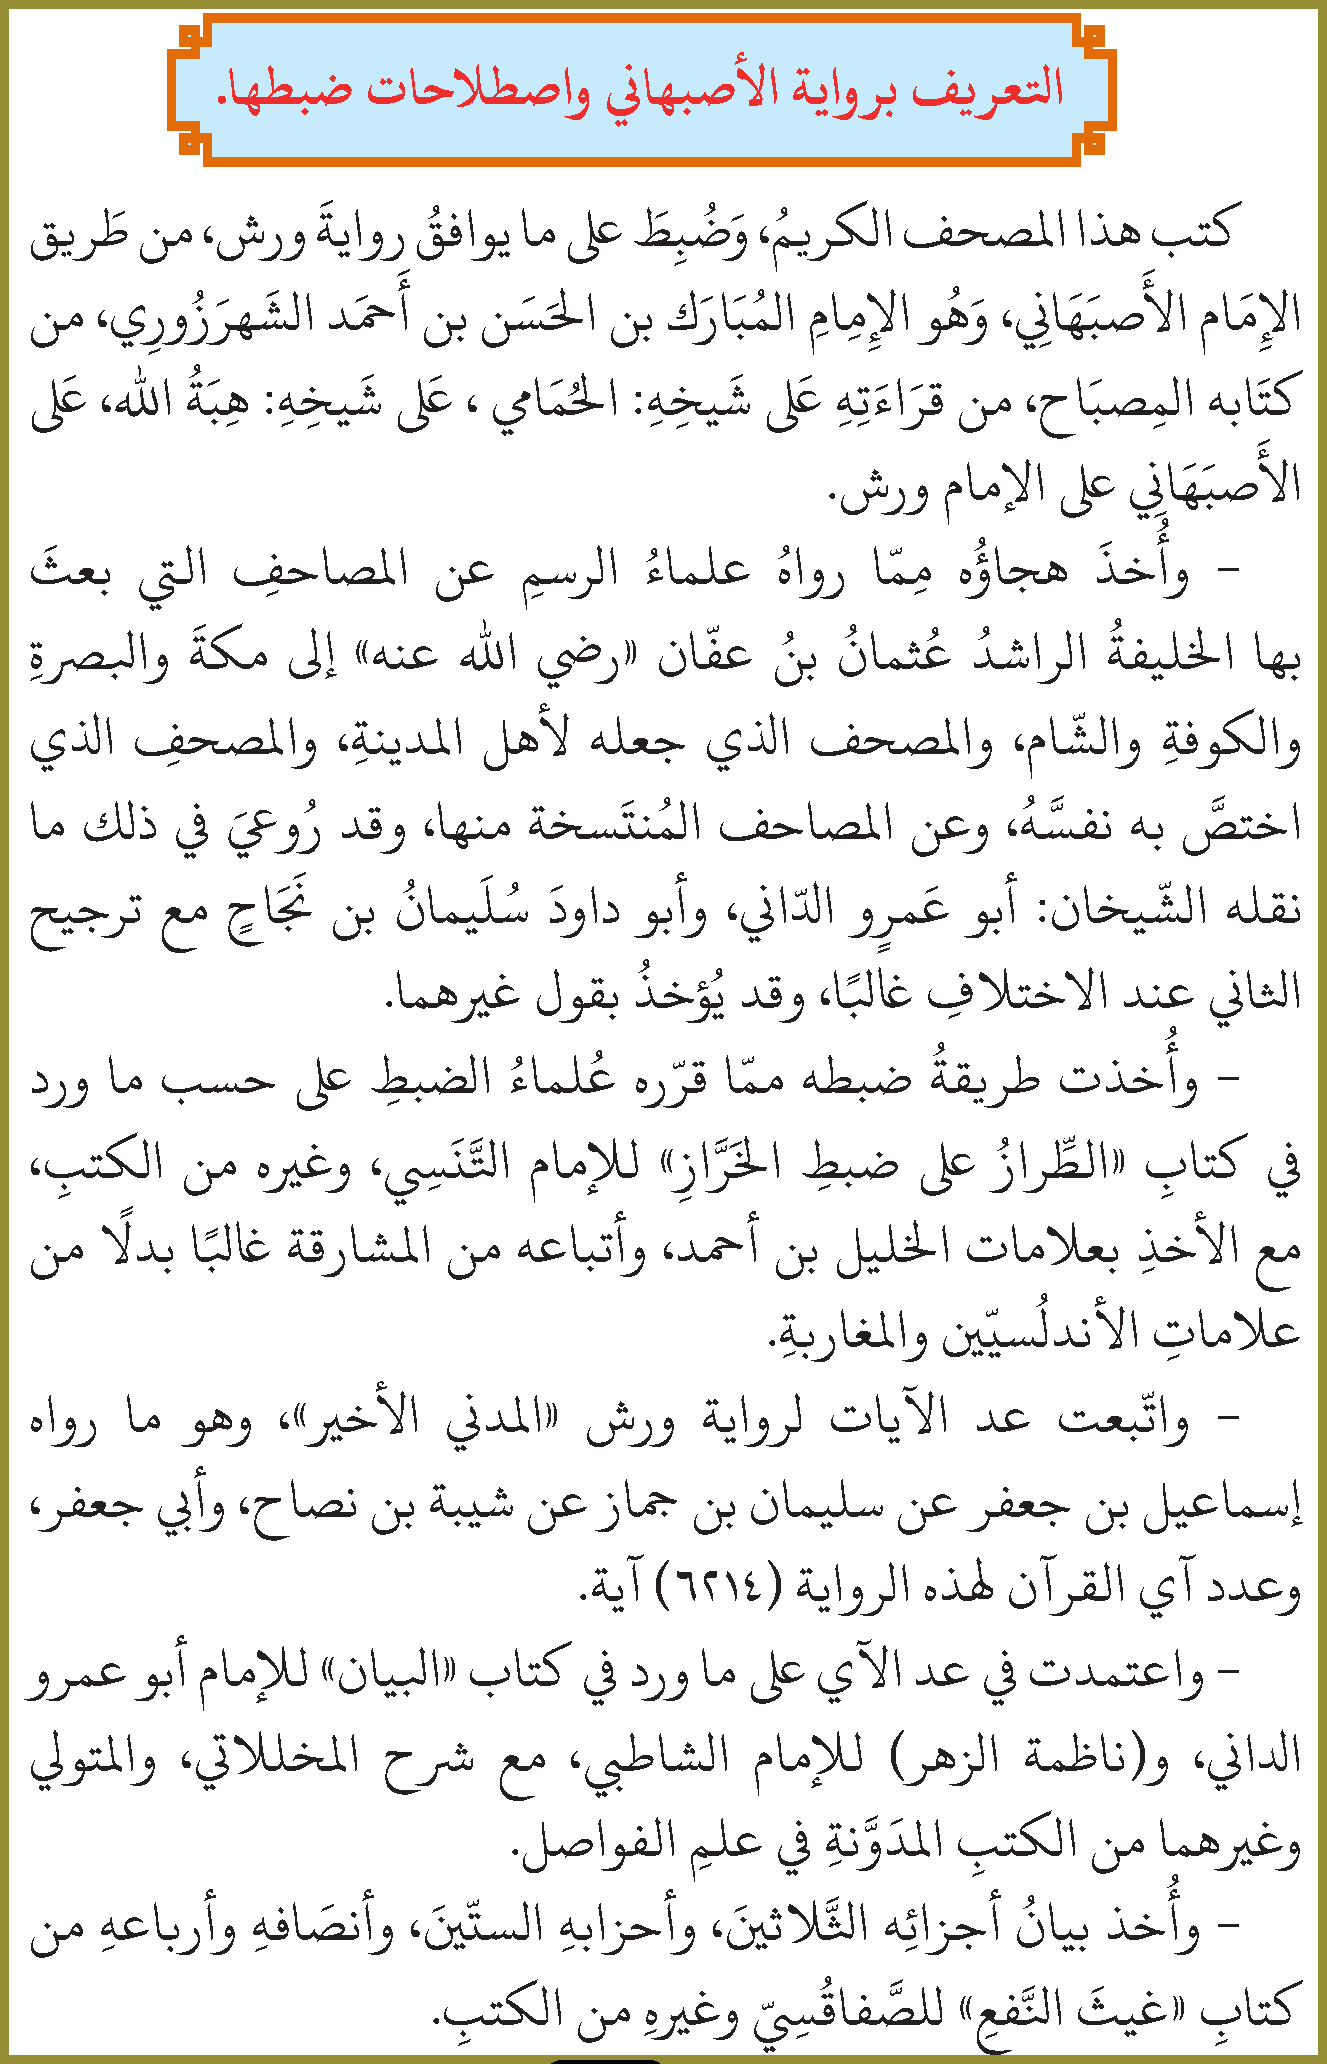 التعريف برواية الأصبهاني واصطلاحات ضبطها.
كتب هذا المصحف الكريمُ، وَضُبِطَ على ما يوافقُ روايةَ ورش، من طَريق
الإِمَام الأَصبَهَانِي، وَهُو الإِمامِ المُبَارَك بن الحَسَن بن أَحمَد الشَهرَزُورِي، من
كتَابه المِصبَاح، من قرَاءَتِهِ عَلى شَيخِهِ: الحُمَامي ، عَلى شَيخِهِ: هِبَةُ الله، عَلى
الأَصبَهَانِي على الإمام ورش.
- وأُخذَ هجاؤُه مِمّا رواهُ علماءُ الرسمِ عن المصاحفِ التي بعثَ
بها الخليفةُ الراشدُ عُثمانُ بنُ عفّان «رضي الله عنه» إلى مكةَ والبصرةِ
والكوفةِ والشّام، والمصحف الذي جعله لأهل المدينةِ، والمصحفِ الذي
اختصَّ به نفسَّهُ، وعن المصاحف المُنتَسخة منها، وقد رُوعيَ في ذلك ما
نقله الشّيخان: أبو عَمرٍو الدّاني، وأبو داودَ سُلَيمانُ بن نَجَاحٍ مع ترجيح
الثاني عند الاختلافِ غالبًا، وقد يُؤخذُ بقول غيرهما.
- وأُخذت طريقةُ ضبطه مما قرّره عُلماءُ الضبطِ على حسب ما ورد
في كتابِ «الطِّرازُ على ضبطِ الخَرَّازِ» للإمام التَّنَسِي، وغيره من الكتبِ،
مع الأخذِ بعلامات الخليل بن أحمد، وأتباعه من المشارقة غالبًا بدلًا من
علاماتِ الأندلُسيّين والمغاربةِ.
- واتّبعت عد الآيات لرواية ورش «المدني الأخير»، وهو ما رواه
إسماعيل بن جعفر عن سليمان بن جماز عن شيبة بن نصاح، وأبي جعفر،
وعدد آي القرآن لهذه الرواية (٦٢١٤) آية.
- واعتمدت في عد الآي على ما ورد في كتاب «البيان» للإمام أبو عمرو
الداني، و(ناظمة الزهر) للإمام الشاطبي، مع شرح المخللاتي، والمتولي
وغيرهما من الكتبِ المدَوَّنةِ في علمِ الفواصل.
- وأُخذ بيانُ أجزائِه الثَّلاثينَ، وأحزابهِ الستّينَ، وأنصَافهِ وأرباعهِ من
كتابِ «غيثَ النَّفعِ» للصَّفاقُسِيّ وغيرهِ من الكتبِ.